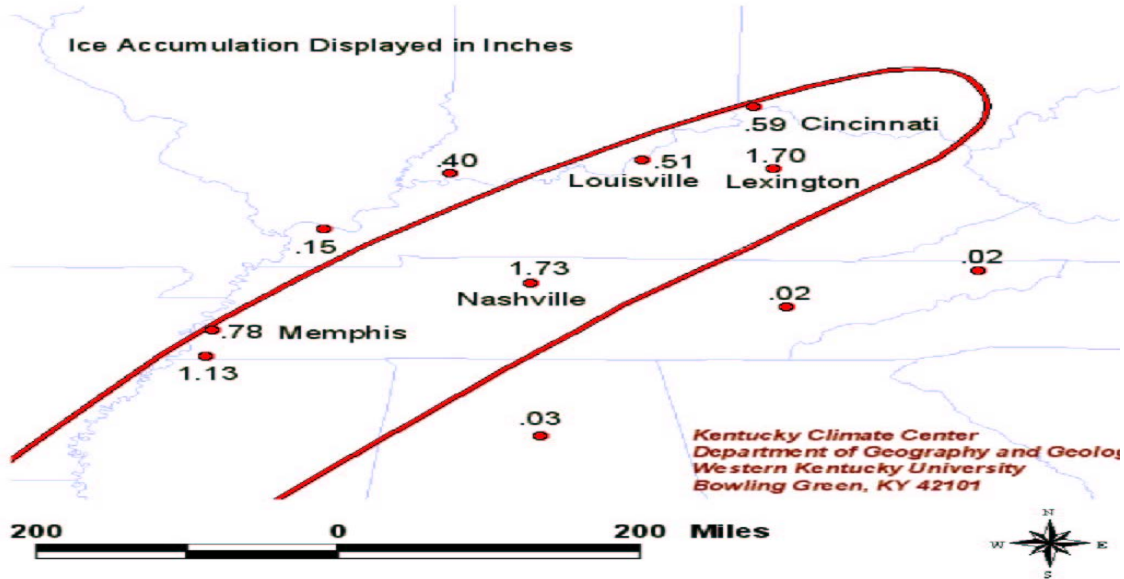 Ice Accumulation Displayed in Inches
.59 Cincinnati
.40
.51
1.70
Louisville
Lexington
.15
1.73
.02
Nashville
.02
.78 Memphis
1.13
.03
Kentucky Climate Center
Department of Geography and Geolog
Western Kentucky University
Bowling Green, KY 42101
200 0 200 Miles
N
W E
S